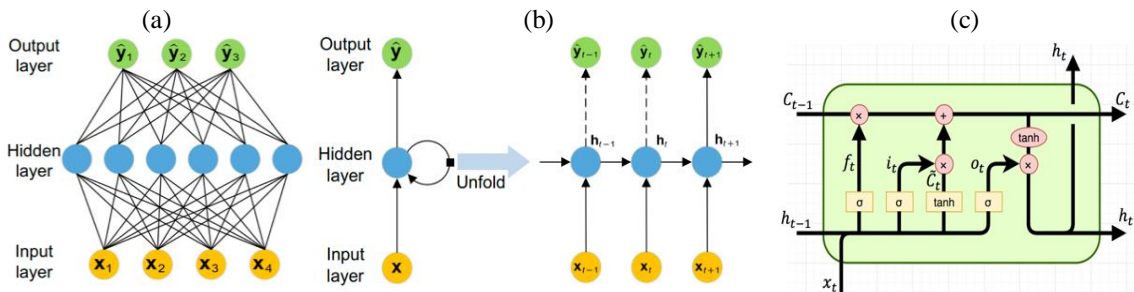 (a)
Output
layer
ŷ₁ ŷ₂ ŷ₃
Hidden
layer
Input
layer
x₁ x₂ x₃ x₄
(b)
Output
layer
ŷ
Hidden
layer
Unfold
Input
layer
x
ŷₜ₋₁ ŷₜ ŷₜ₊₁
hₜ₋₁ hₜ hₜ₊₁
xₜ₋₁ xₜ xₜ₊₁
(c)
hₜ
Cₜ₋₁ × + Cₜ
tanh
fₜ iₜ × oₜ ×
C̃ₜ
σ σ tanh σ
hₜ₋₁ hₜ
xₜ